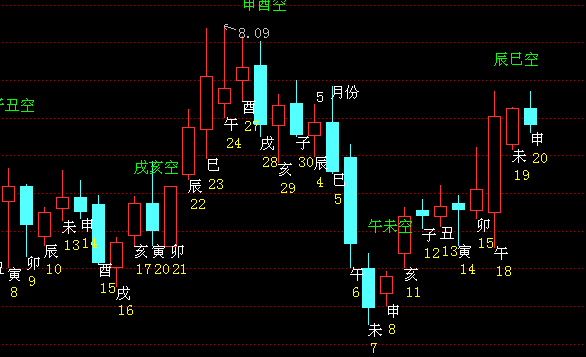 申酉空
8.09
辰巳空
丑空
戌亥空
午未空
5 月份
寅
8
卯
9
辰
10
未
13
申
14
酉
15
戌
16
亥
17
寅
20
卯
21
辰
22
巳
23
午
24
酉
27
戌
28
亥
29
子
30
辰
4
巳
5
午
6
未
7
申
8
亥
11
子
12
丑
13
寅
14
卯
15
午
18
未
19
申
20